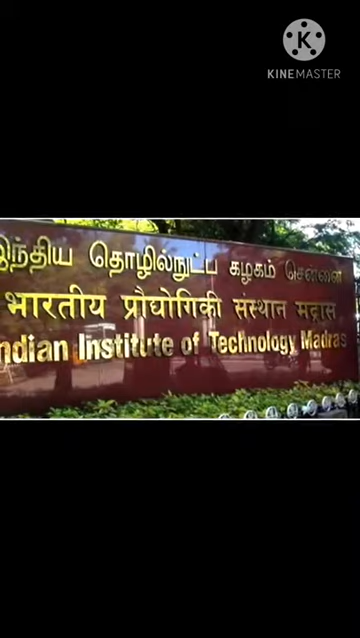 K
KINEMASTER
இந்திய தொழில்நுட்ப கழகம் சென்னை
भारतीय प्रौघोगिकी संस्थान मद्रास
ndian Institute of Technology Madras